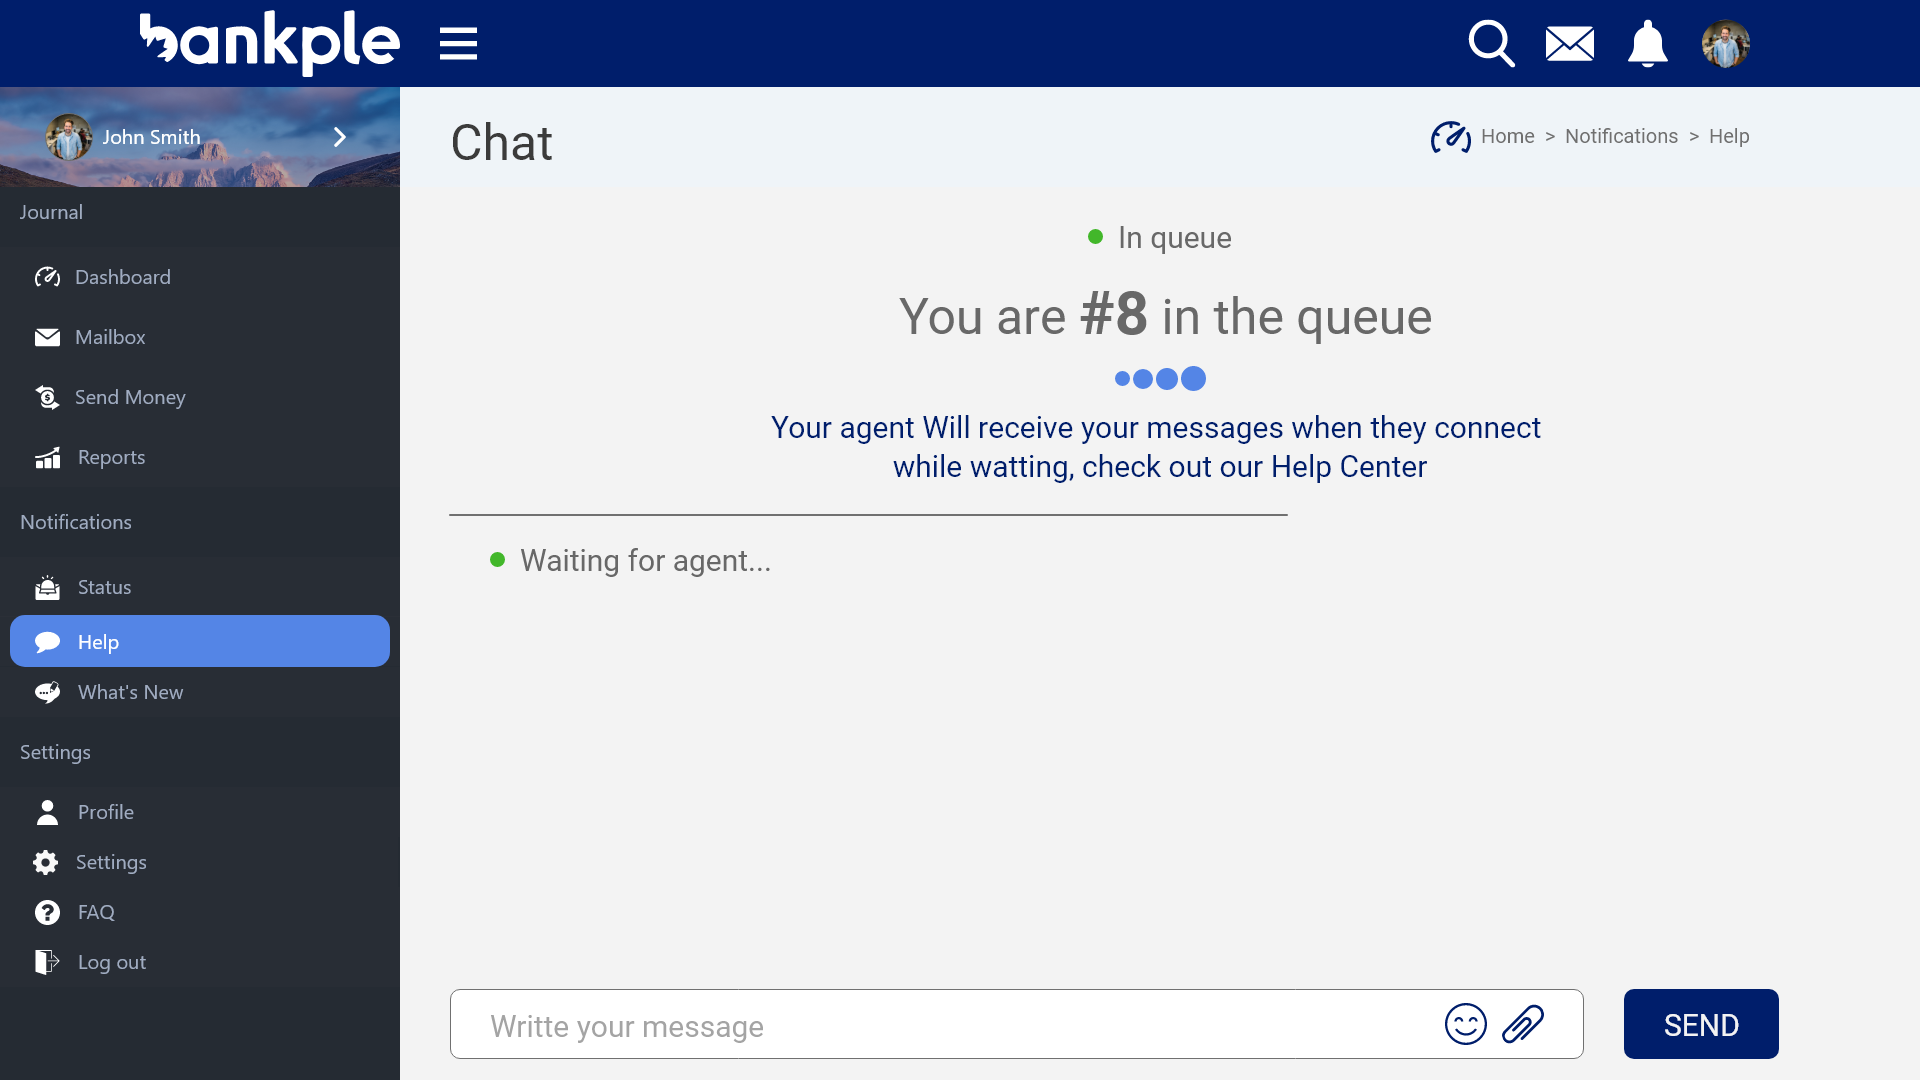 bankple
John Smith
Journal
Dashboard
Mailbox
Send Money
Reports
Notifications
Status
Help
What's New
Settings
Profile
Settings
FAQ
Log out
Chat
Home > Notifications > Help
In queue
You are #8 in the queue
Your agent Will receive your messages when they connect
while watting, check out our Help Center
Waiting for agent...
Writte your message
SEND